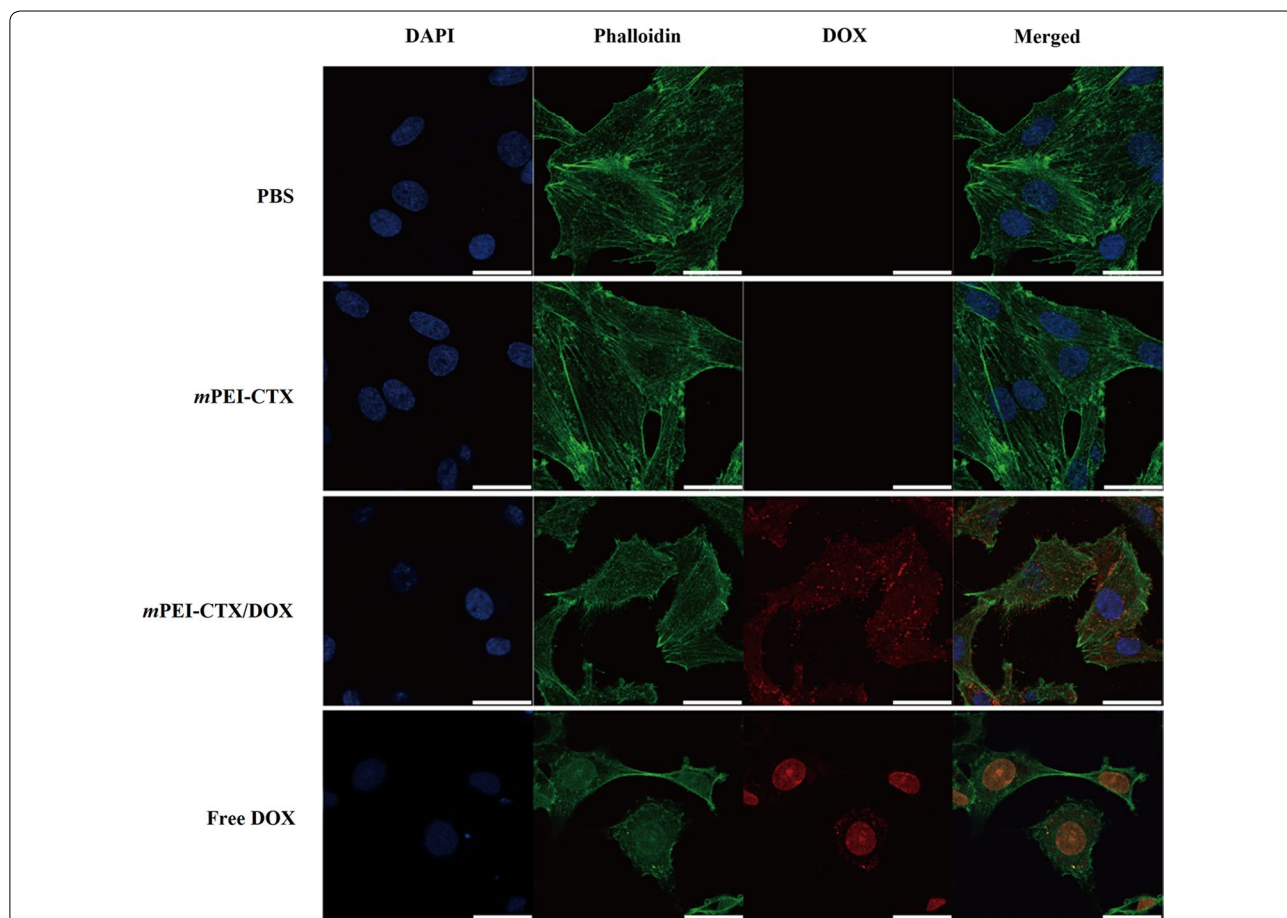 DAPI Phalloidin DOX Merged
PBS
mPEI-CTX
mPEI-CTX/DOX
Free DOX